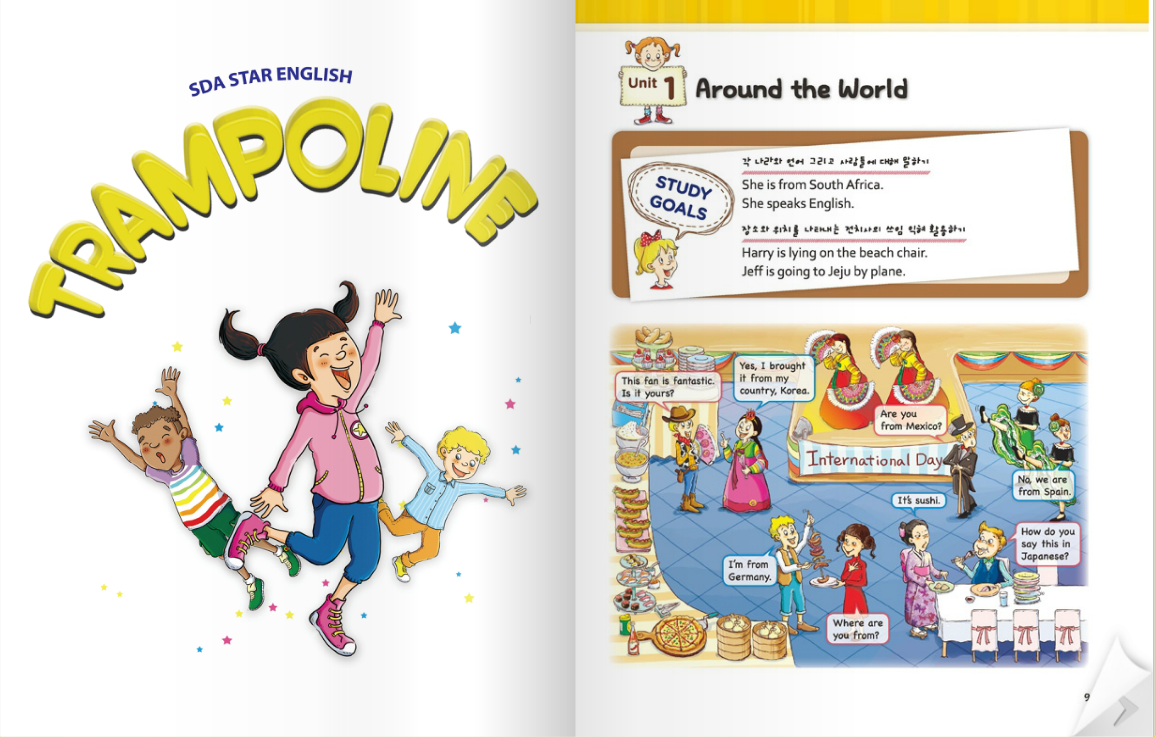 SDA STAR ENGLISH
TRAMPOLINE
Unit 1
Around the World
STUDY
GOALS
각 나라와 언어 그리고 사람들에 대해 말하기
She is from South Africa.
She speaks English.
장소와 위치를 나타내는 전치사의 쓰임 익혀 활용하기
Harry is lying on the beach chair.
Jeff is going to Jeju by plane.
This fan is fantastic.
Is it yours?
Yes, I brought
it from my
country, Korea.
Are you
from Mexico?
International Day
No, we are
from Spain.
It's sushi.
How do you
say this in
Japanese?
I'm from
Germany.
Where are
you from?
9